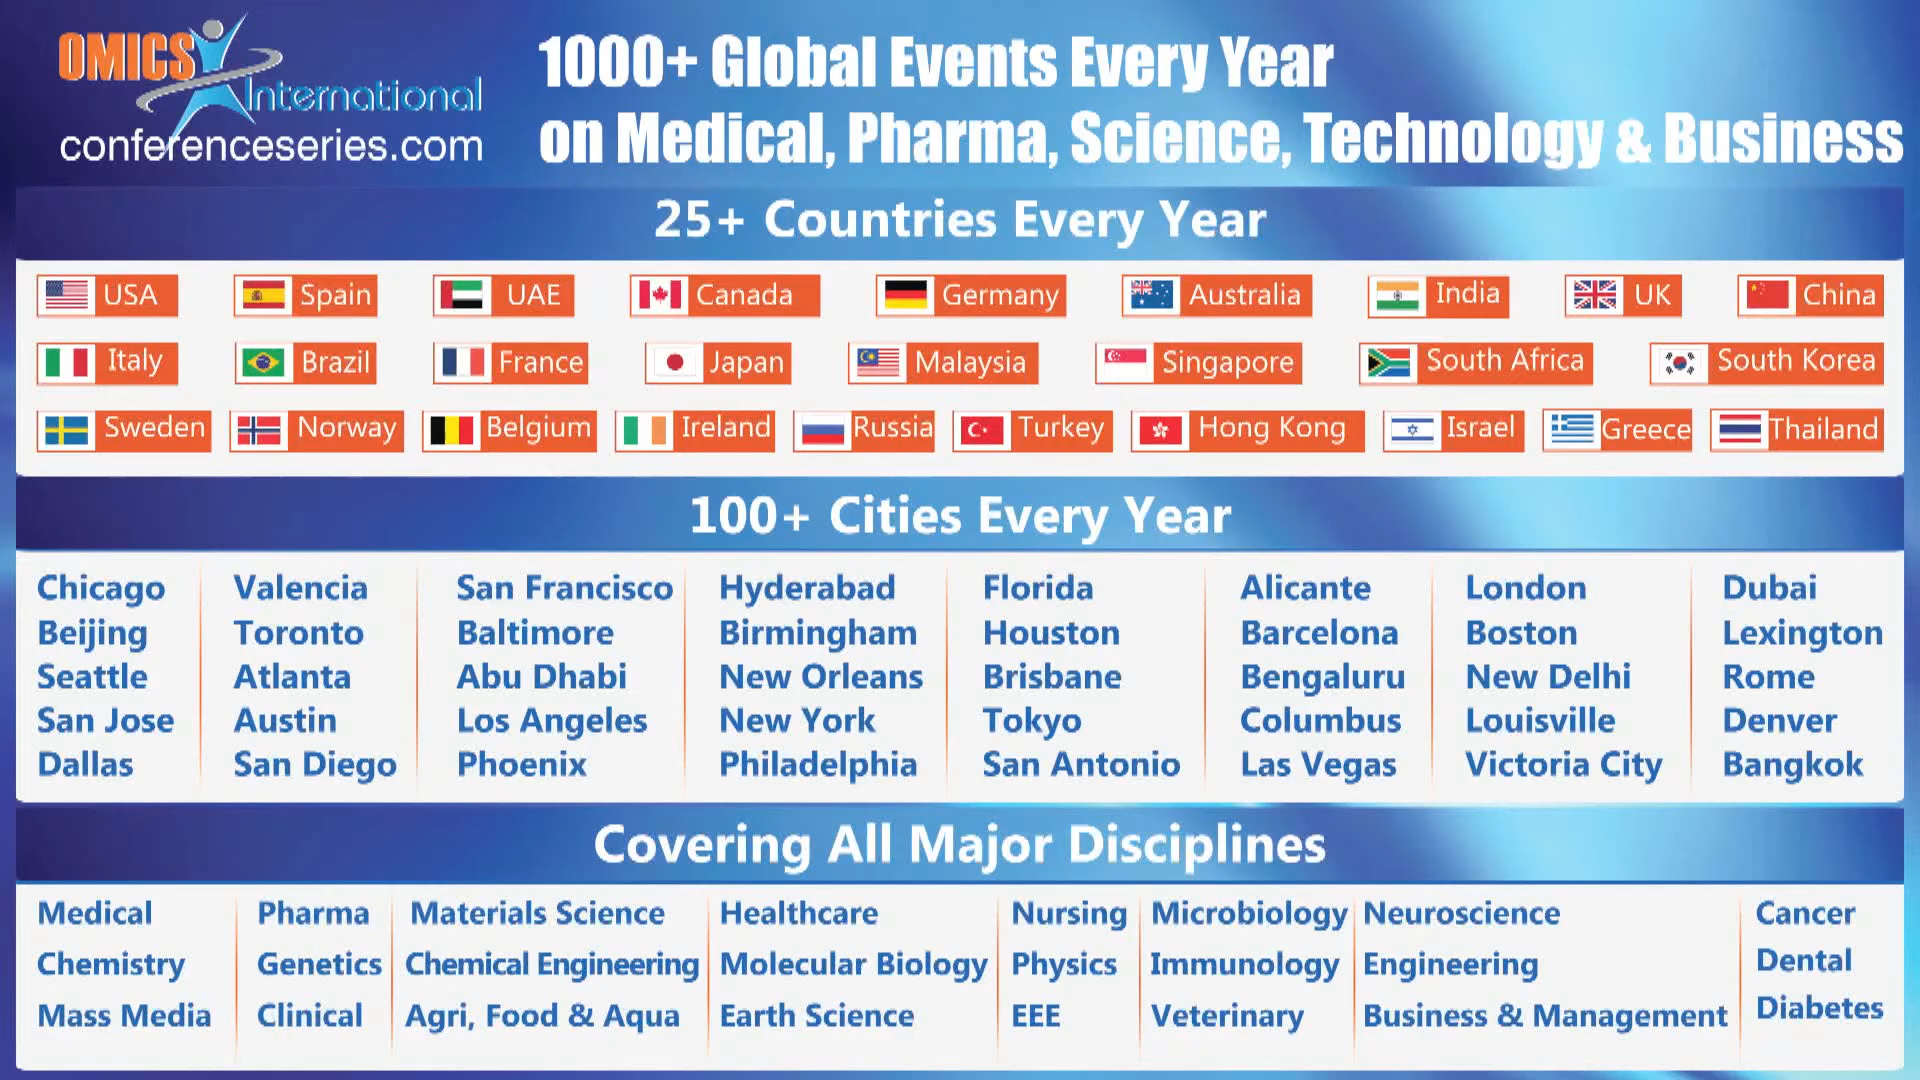 OMICS
International
conferenceseries.com
1000+ Global Events Every Year
on Medical, Pharma, Science, Technology & Business
25+ Countries Every Year
USA Spain UAE Canada Germany Australia India UK China
Italy Brazil France Japan Malaysia Singapore South Africa South Korea
Sweden Norway Belgium Ireland Russia Turkey Hong Kong Israel Greece Thailand
100+ Cities Every Year
Chicago Valencia San Francisco Hyderabad Florida Alicante London Dubai
Beijing Toronto Baltimore Birmingham Houston Barcelona Boston Lexington
Seattle Atlanta Abu Dhabi New Orleans Brisbane Bengaluru New Delhi Rome
San Jose Austin Los Angeles New York Tokyo Columbus Louisville Denver
Dallas San Diego Phoenix Philadelphia San Antonio Las Vegas Victoria City Bangkok
Covering All Major Disciplines
Medical Pharma Materials Science Healthcare Nursing Microbiology Neuroscience Cancer
Chemistry Genetics Chemical Engineering Molecular Biology Physics Immunology Engineering Dental
Mass Media Clinical Agri, Food & Aqua Earth Science EEE Veterinary Business & Management Diabetes